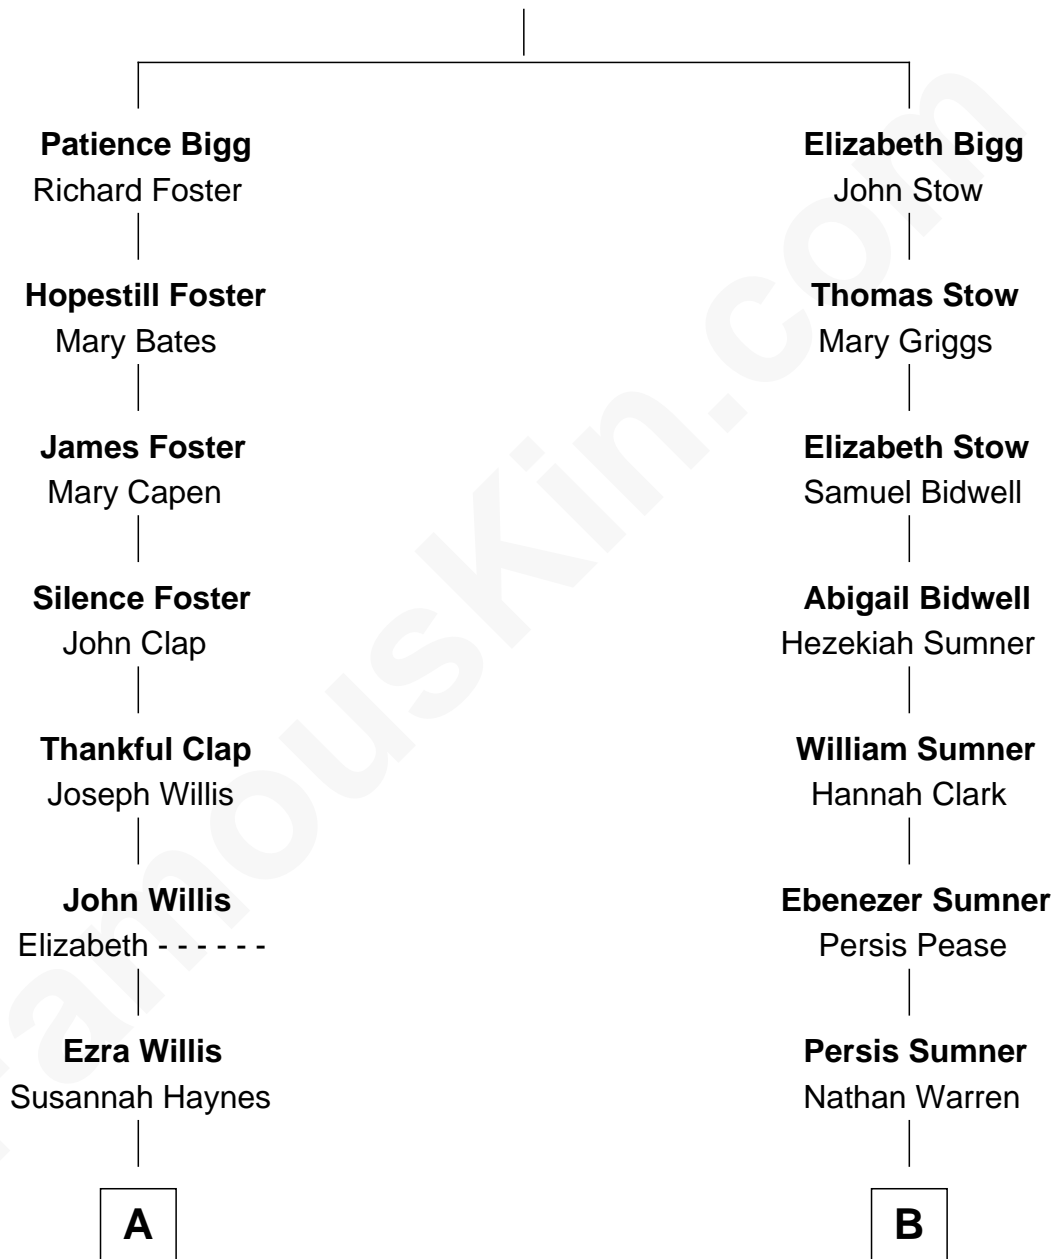 Patience Bigg
Richard Foster
Elizabeth Bigg
John Stow
Hopestill Foster
Mary Bates
Thomas Stow
Mary Griggs
James Foster
Mary Capen
Elizabeth Stow
Samuel Bidwell
Silence Foster
John Clap
Abigail Bidwell
Hezekiah Sumner
Thankful Clap
Joseph Willis
William Sumner
Hannah Clark
John Willis
Elizabeth - - - - - -
Ebenezer Sumner
Persis Pease
Ezra Willis
Susannah Haynes
Persis Sumner
Nathan Warren
A
B
FamousKin.com